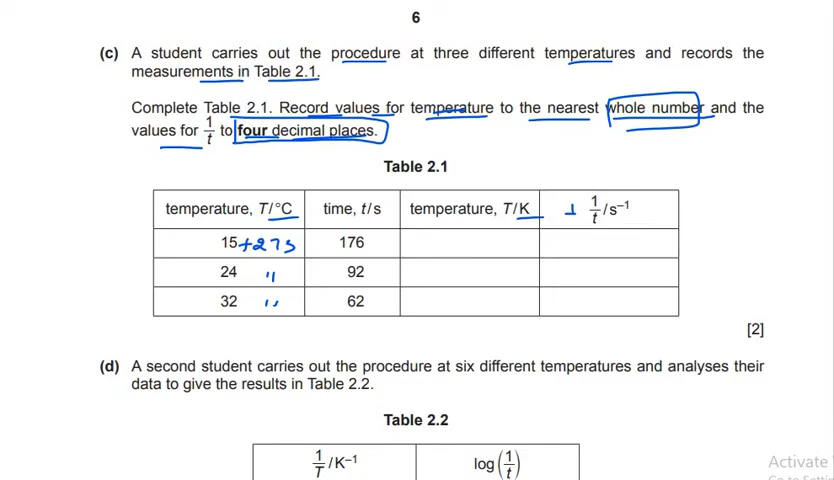 6
(c) A student carries out the procedure at three different temperatures and records the
measurements in Table 2.1.
Complete Table 2.1. Record values for temperature to the nearest whole number and the
values for 1/t to four decimal places.
Table 2.1
temperature, T/°C time, t/s temperature, T/K 1/t /s⁻¹
15 +273 176
24 " 92
32 " 62
[2]
(d) A second student carries out the procedure at six different temperatures and analyses their
data to give the results in Table 2.2.
Table 2.2
1/T /K⁻¹ log(1/t)
Activate